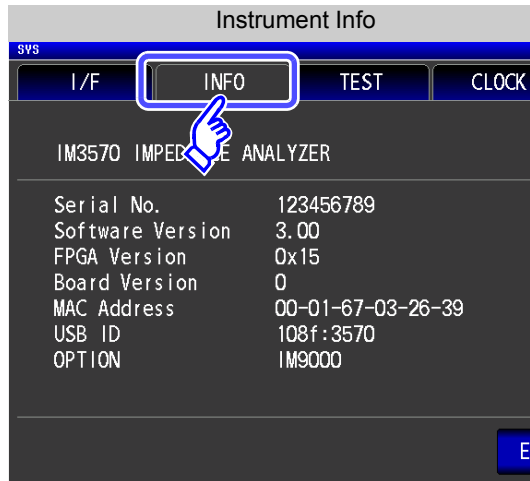 Instrument Info
SYS
I/F INFO TEST CLOCK
IM3570 IMPEDANCE ANALYZER
Serial No. 123456789
Software Version 3.00
FPGA Version 0x15
Board Version 0
MAC Address 00-01-67-03-26-39
USB ID 108f:3570
OPTION IM9000
E